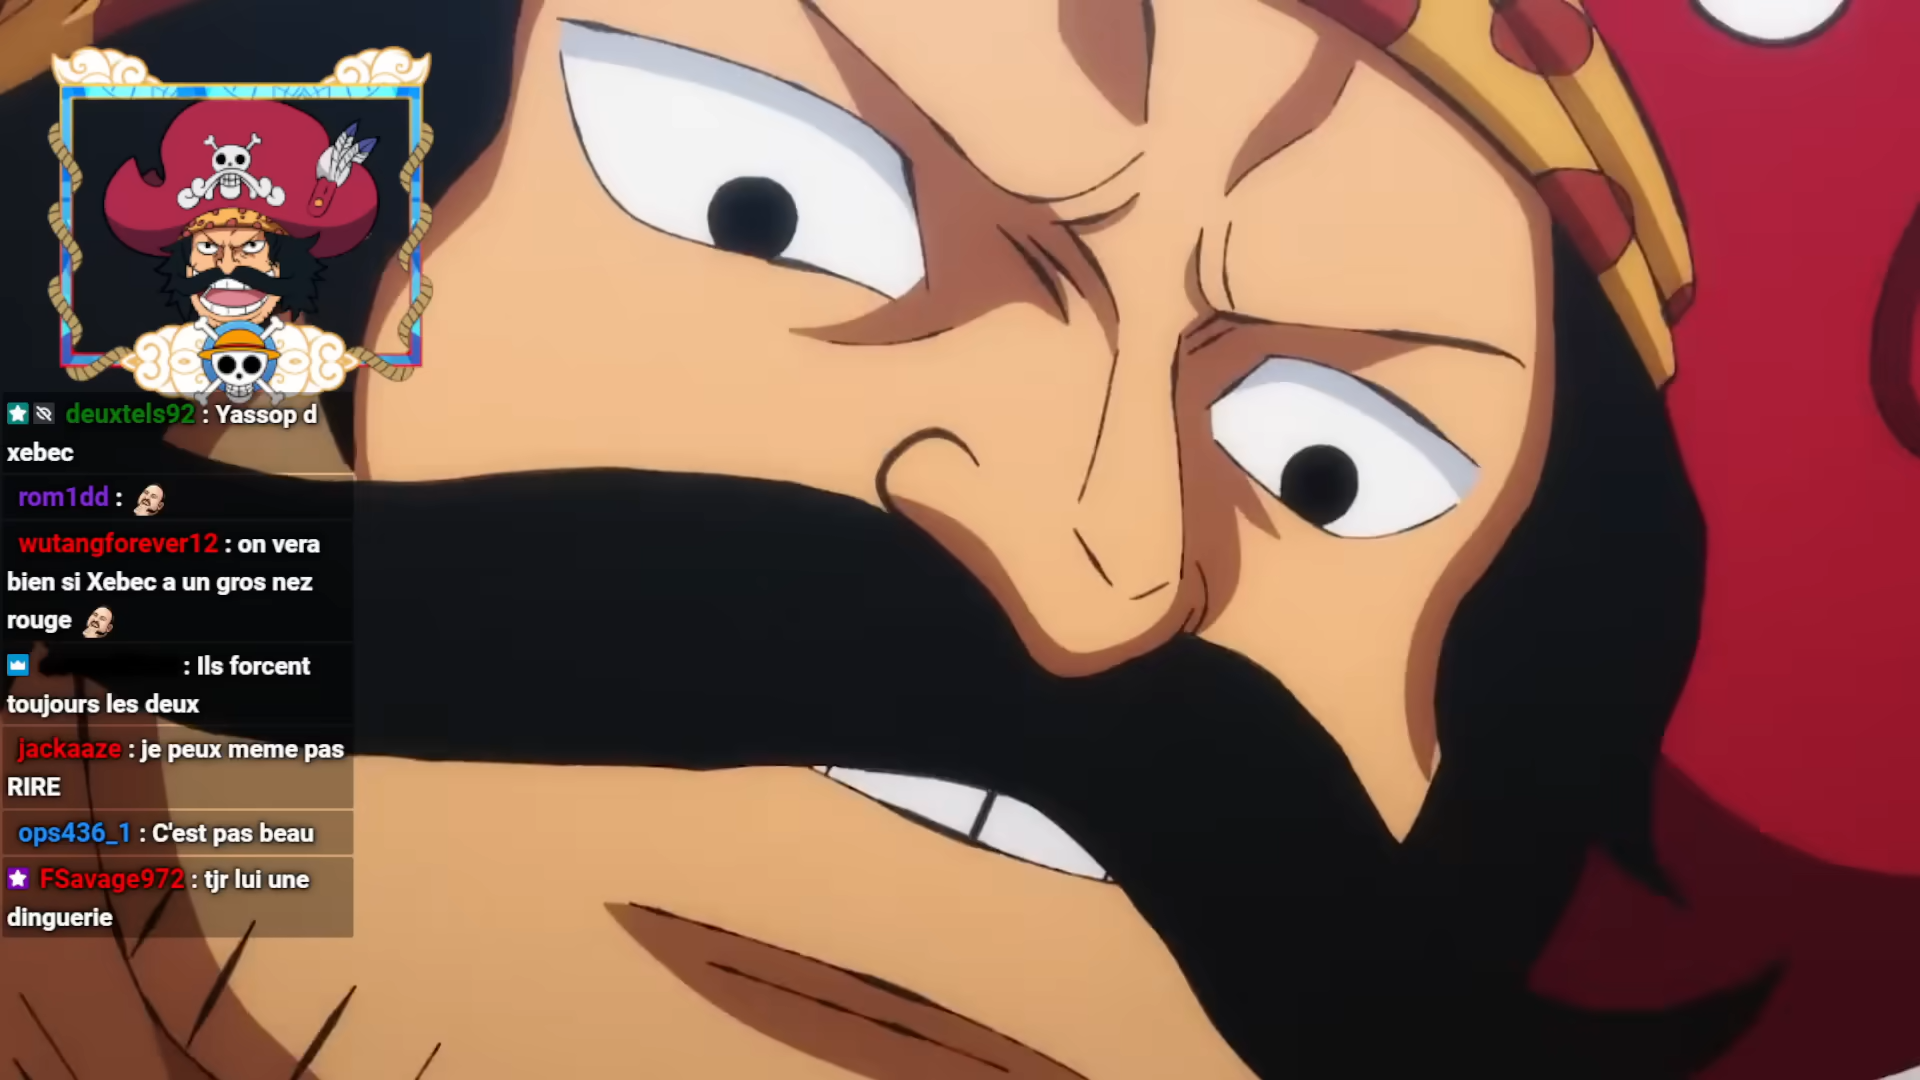 deuxtels92 : Yassop d
xebec
rom1dd :
wutangforever12 : on vera
bien si Xebec a un gros nez
rouge
: Ils forcent
toujours les deux
jackaaze : je peux meme pas
RIRE
ops436_1 : C'est pas beau
FSavage972 : tjr lui une
dinguerie